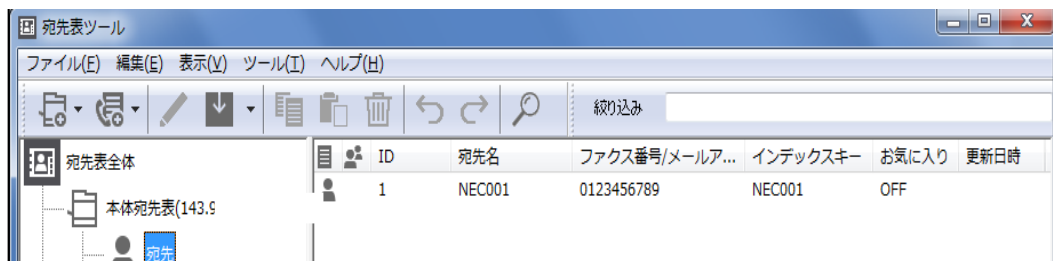 宛先表ツール
ファイル(F) 編集(E) 表示(V) ツール(T) ヘルプ(H)
絞り込み
宛先表全体
本体宛先表(143.9
宛先
ID 宛先名 ファクス番号/メールア... インデックスキー お気に入り 更新日時
1 NEC001 0123456789 NEC001 OFF